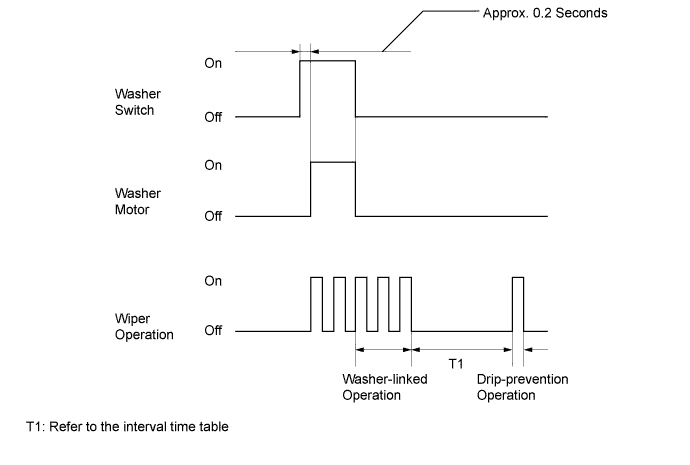 Approx. 0.2 Seconds
On
Washer
Switch
Off
On
Washer
Motor
Off
On
Wiper
Operation
Off
T1
Washer-linked
Operation
Drip-prevention
Operation
T1: Refer to the interval time table